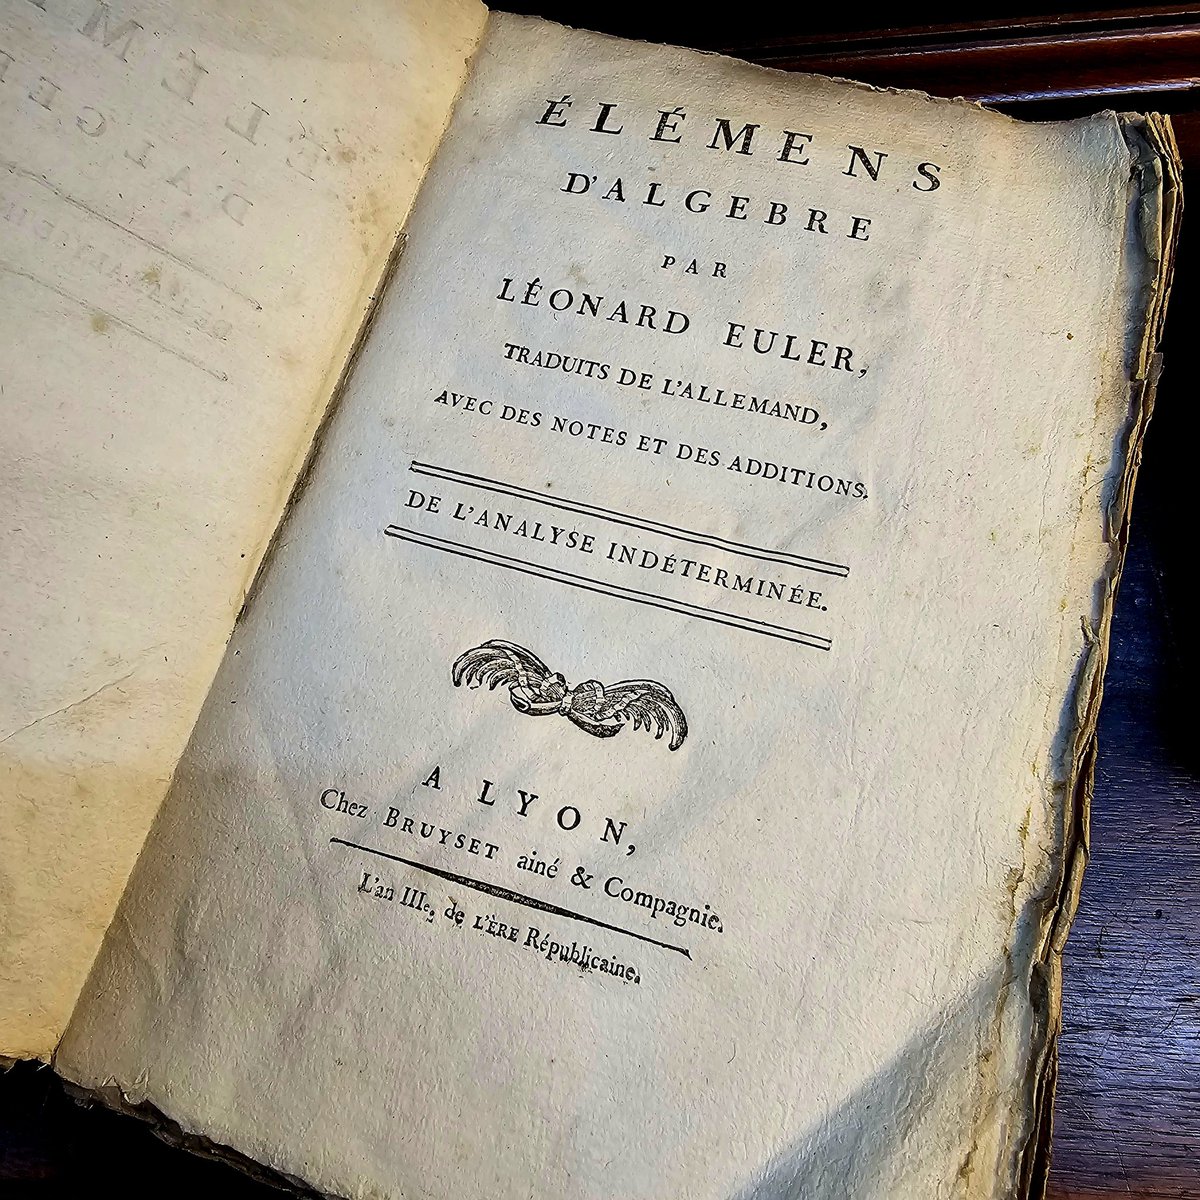 ÉLÉMENS
D'ALGEBRE
PAR
LÉONARD EULER,
TRADUITS DE L'ALLEMAND,
AVEC DES NOTES ET DES ADDITIONS.
DE L'ANALYSE INDÉTERMINÉE.
A LYON,
Chez BRUYSET ainé & Compagnie.
L'an IIIe. de L'ÈRE Républicaine.